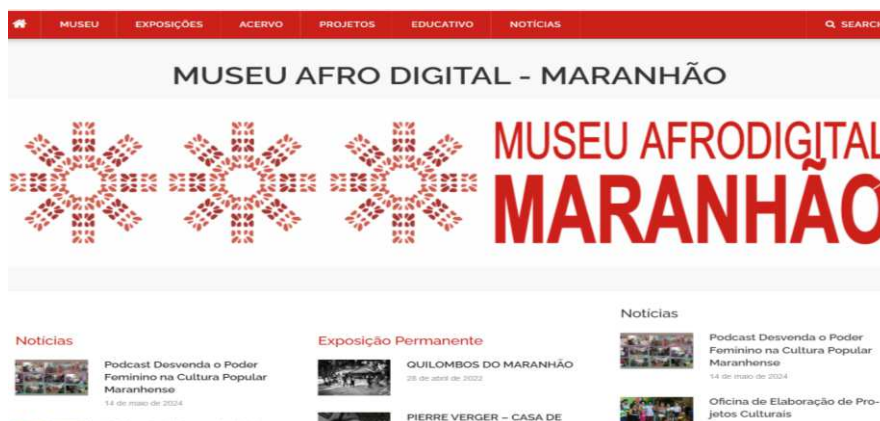 MUSEU EXPOSIÇÕES ACERVO PROJETOS EDUCATIVO NOTÍCIAS SEARCH
MUSEU AFRO DIGITAL - MARANHÃO
MUSEU AFRODIGITAL
MARANHÃO
Notícias
Podcast Desvenda o Poder
Feminino na Cultura Popular
Maranhense
14 de maio de 2024
Exposição Permanente
QUILOMBOS DO MARANHÃO
28 de abril de 2022
PIERRE VERGER – CASA DE
Notícias
Podcast Desvenda o Poder
Feminino na Cultura Popular
Maranhense
14 de maio de 2024
Oficina de Elaboração de Pro-
jetos Culturais